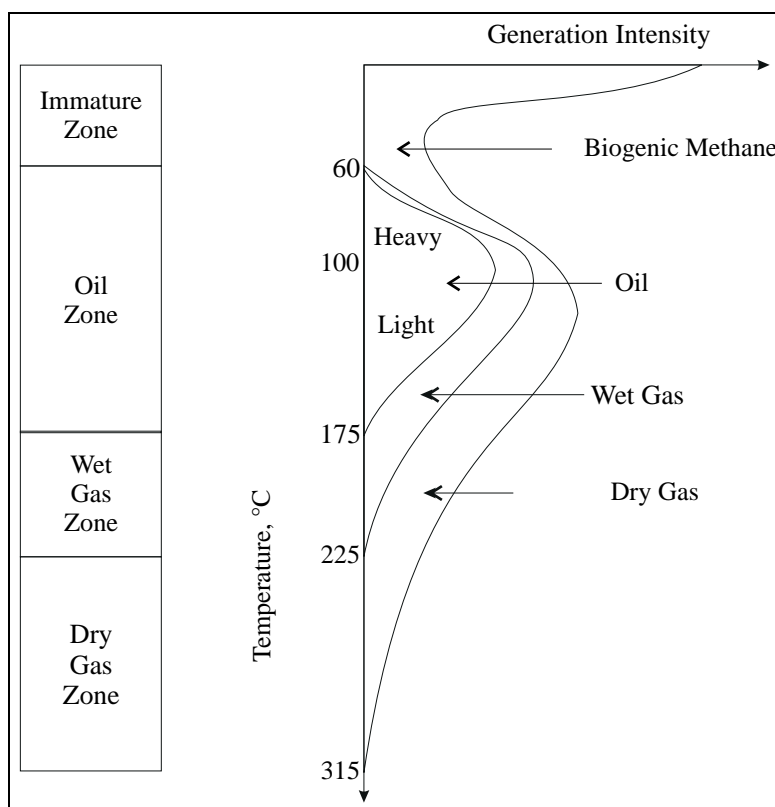 Generation Intensity
Immature
Zone
Biogenic Methane
60
Heavy
100
Oil
Zone
Oil
Light
Wet Gas
175
Wet
Gas
Zone
Dry Gas
225
Temperature, °C
Dry
Gas
Zone
315